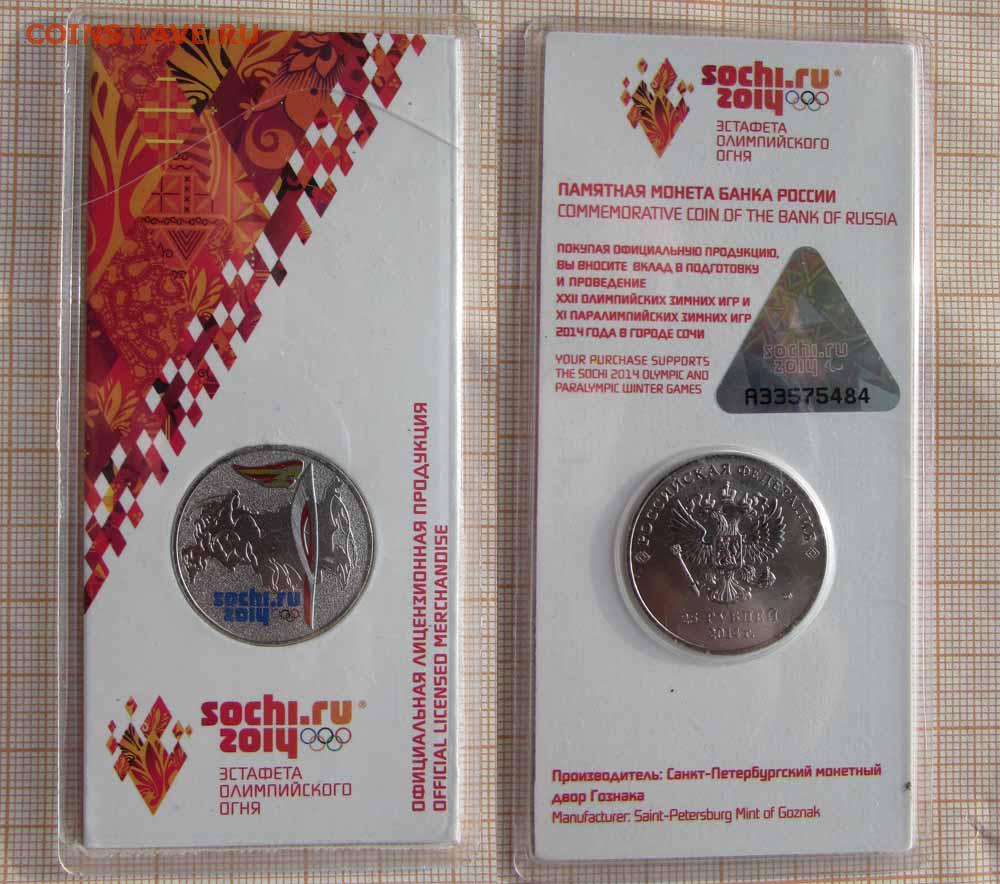 COINS.LAVE.RU
sochi.ru
2014
ОФИЦИАЛЬНАЯ ЛИЦЕНЗИОННАЯ ПРОДУКЦИЯ
OFFICIAL LICENSED MERCHANDISE
sochi.ru®
2014
ЭСТАФЕТА
ОЛИМПИЙСКОГО
ОГНЯ
sochi.ru®
2014
ЭСТАФЕТА
ОЛИМПИЙСКОГО
ОГНЯ
ПАМЯТНАЯ МОНЕТА БАНКА РОССИИ
COMMEMORATIVE COIN OF THE BANK OF RUSSIA
ПОКУПАЯ ОФИЦИАЛЬНУЮ ПРОДУКЦИЮ,
ВЫ ВНОСИТЕ ВКЛАД В ПОДГОТОВКУ
И ПРОВЕДЕНИЕ
XXII ОЛИМПИЙСКИХ ЗИМНИХ ИГР И
XI ПАРАЛИМПИЙСКИХ ЗИМНИХ ИГР
2014 ГОДА В ГОРОДЕ СОЧИ
YOUR PURCHASE SUPPORTS
THE SOCHI 2014 OLYMPIC AND
PARALYMPIC WINTER GAMES
sochi.ru
2014
A33575484
РОССИЙСКАЯ ФЕДЕРАЦИЯ
25 РУБЛЕЙ
2014 г.
Производитель: Санкт-Петербургский монетный
двор Гознака
Manufacturer: Saint-Petersburg Mint of Goznak